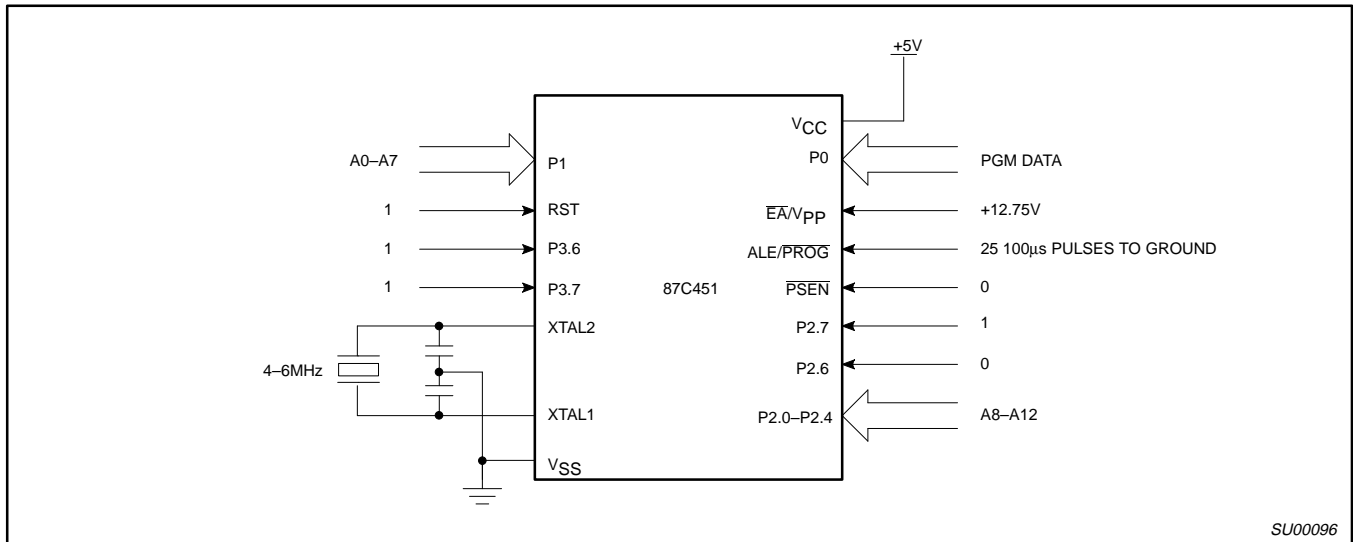 +5V
VCC
A0–A7
P1
P0
PGM DATA
1
RST
EA/VPP
+12.75V
1
P3.6
ALE/PROG
25 100µs PULSES TO GROUND
1
P3.7
87C451
PSEN
0
XTAL2
P2.7
1
4–6MHz
P2.6
0
XTAL1
P2.0–P2.4
A8–A12
VSS
SU00096